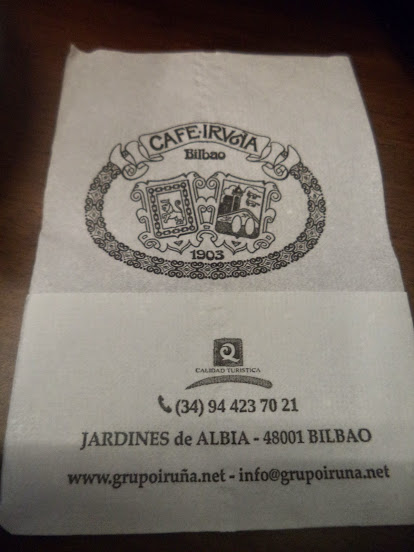 CAFE·IRUÑA
Bilbao
1903
Q
CALIDAD TURISTICA
(34) 94 423 70 21
JARDINES de ALBIA - 48001 BILBAO
www.grupoiruña.net - info@grupoiruna.net